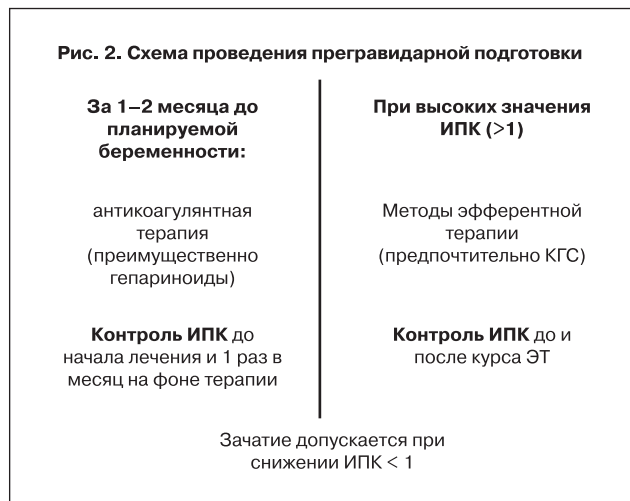 Рис. 2. Схема проведения прегравидарной подготовки
За 1–2 месяца до
планируемой
беременности:
антикоагулянтная
терапия
(преимущественно
гепариноиды)
Контроль ИПК до
начала лечения и 1 раз в
месяц на фоне терапии
При высоких значения
ИПК (>1)
Методы эфферентной
терапии
(предпочтительно КГС)
Контроль ИПК до и
после курса ЭТ
Зачатие допускается при
снижении ИПК < 1